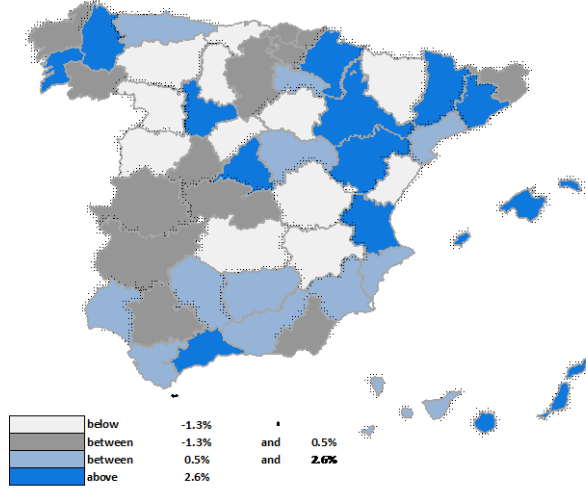 below -1.3%
between -1.3% and 0.5%
between 0.5% and 2.6%
above 2.6%